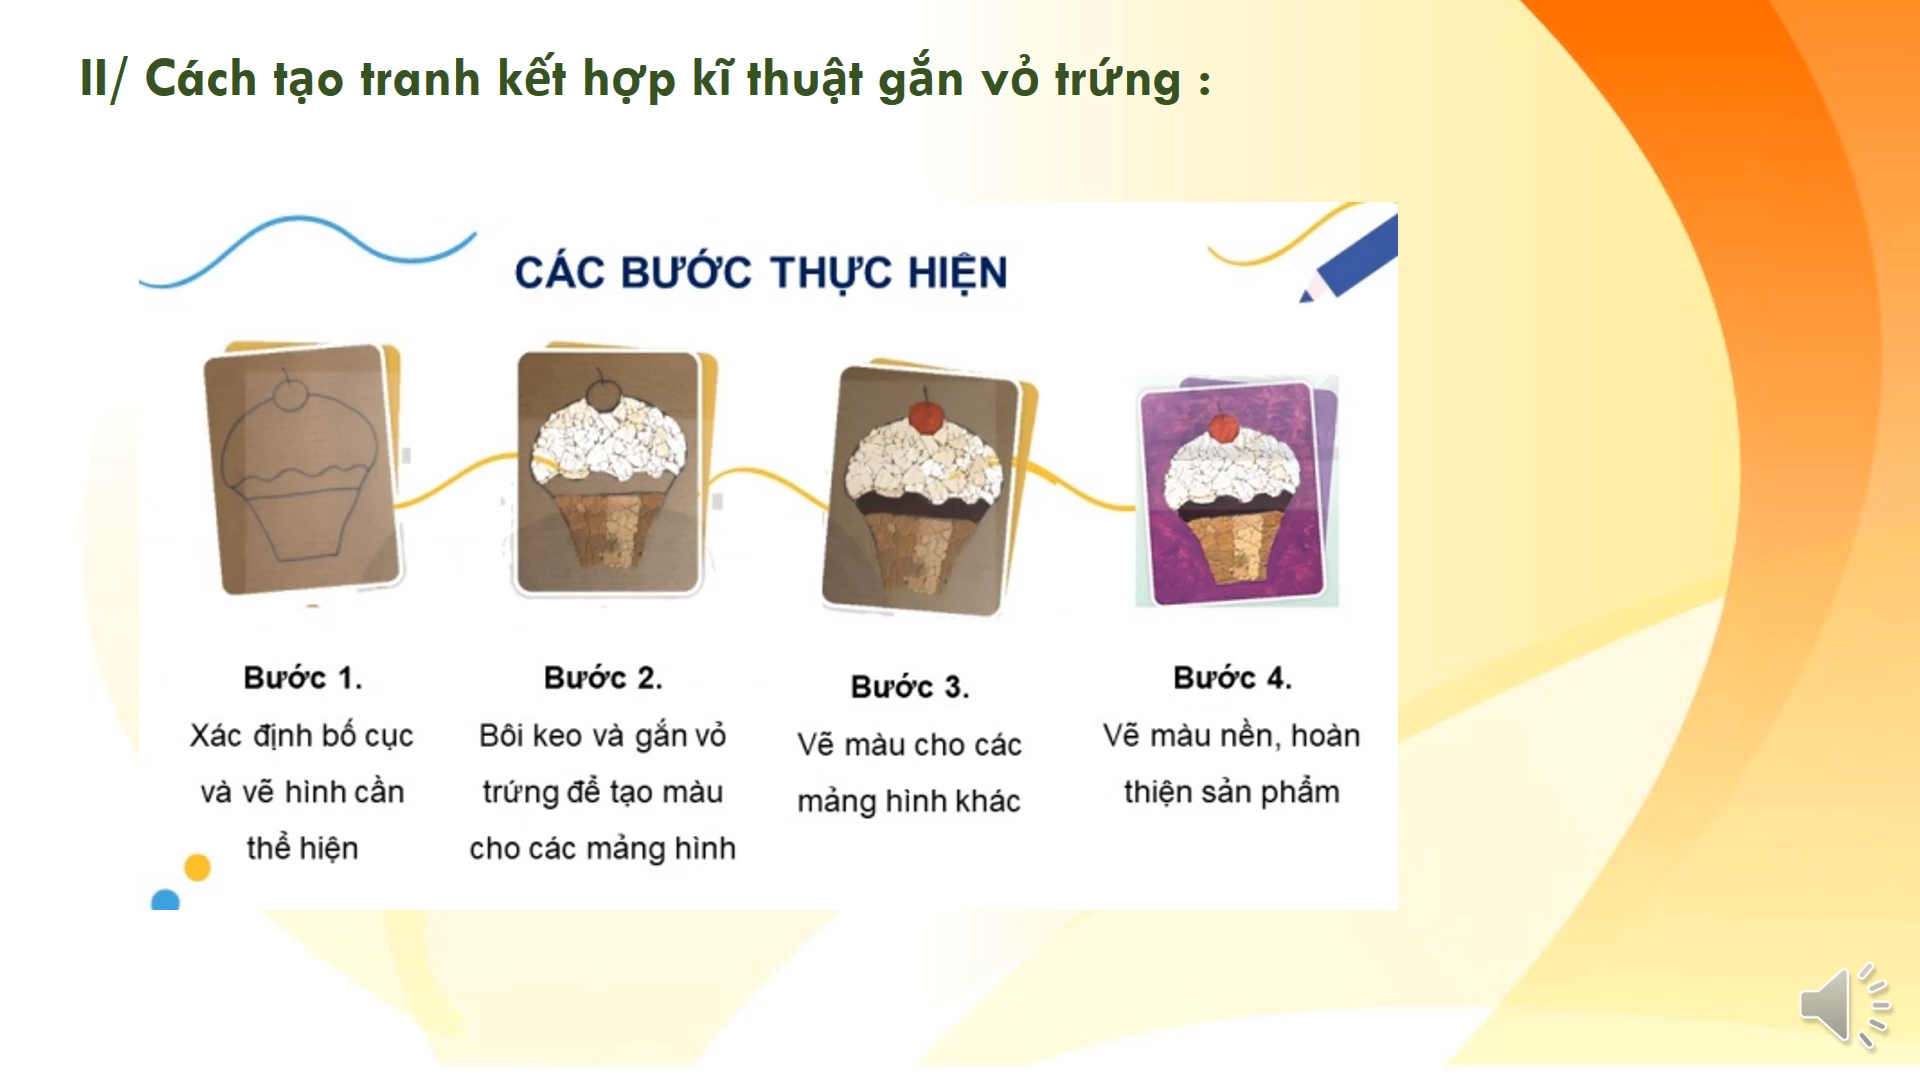 II/ Cách tạo tranh kết hợp kĩ thuật gắn vỏ trứng :
CÁC BƯỚC THỰC HIỆN
Bước 1.
Xác định bố cục
và vẽ hình cần
thể hiện
Bước 2.
Bôi keo và gắn vỏ
trứng để tạo màu
cho các mảng hình
Bước 3.
Vẽ màu cho các
mảng hình khác
Bước 4.
Vẽ màu nền, hoàn
thiện sản phẩm